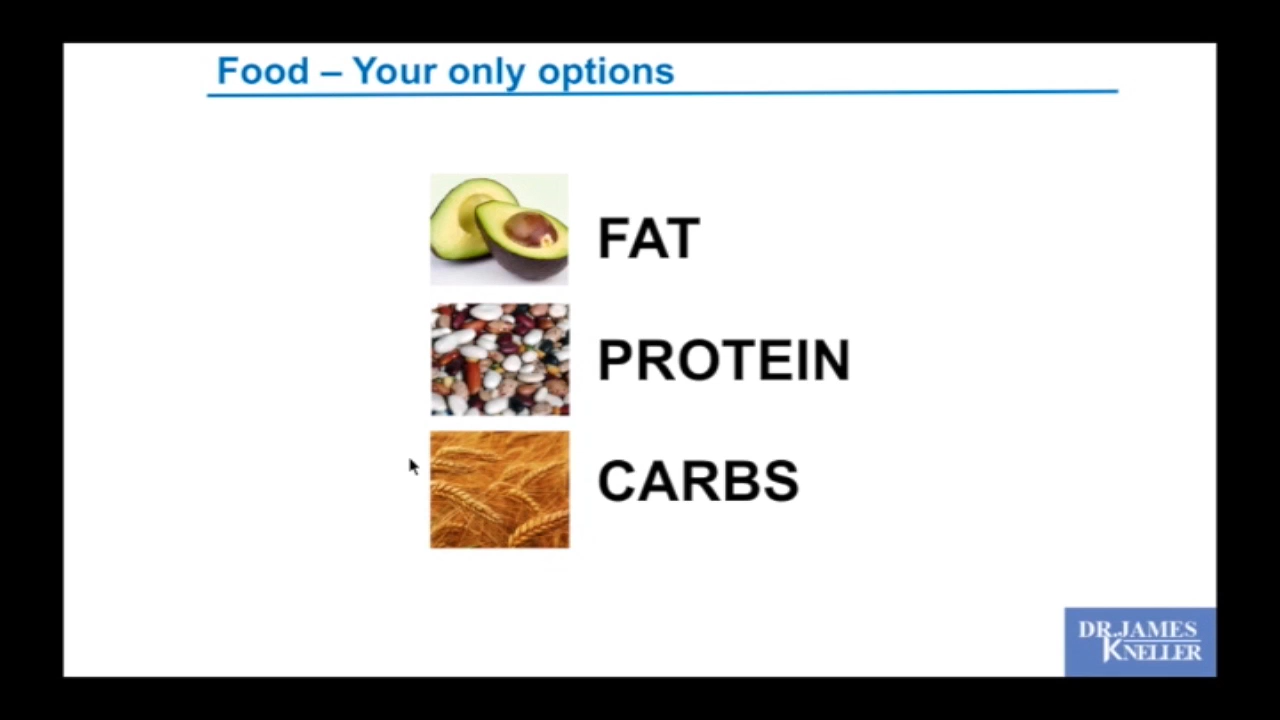 Food – Your only options
FAT
PROTEIN
CARBS
DR.JAMES
KNELLER